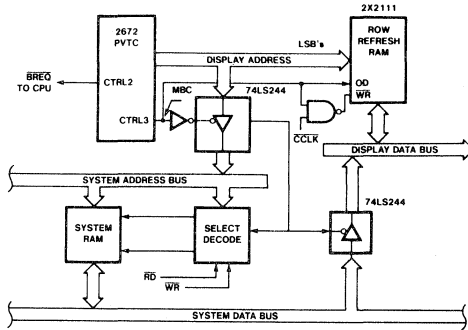 2672
PVTC
BREQ
TO CPU
CTRL2
CTRL3
MBC
LSB's
DISPLAY ADDRESS
2X2111
ROW
REFRESH
RAM
OD
WR
74LS244
CCLK
DISPLAY DATA BUS
SYSTEM ADDRESS BUS
74LS244
SYSTEM
RAM
SELECT
DECODE
RD
WR
SYSTEM DATA BUS